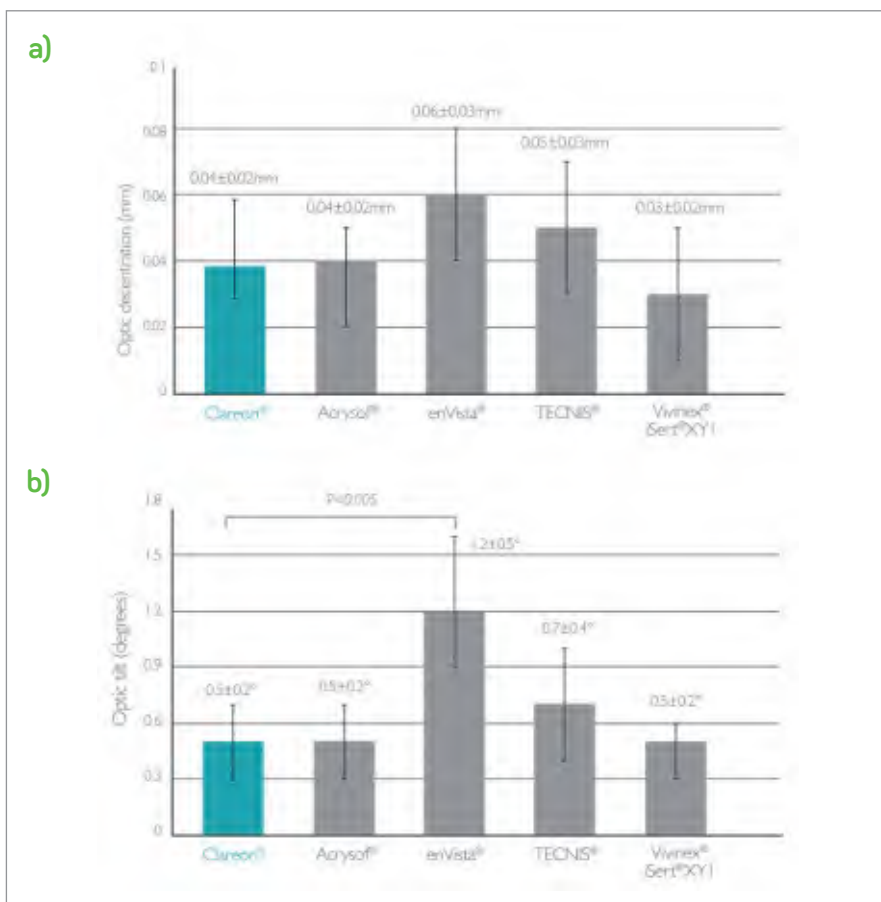 a)
0.1
0.06±0.03mm
0.08
0.05±0.03mm
0.04±0.02mm
0.04±0.02mm
0.03±0.02mm
0.06
Optic decentration (mm)
0.04
0.02
0
Clareon® Acrysof® enVista® TECNIS® Vivinex®
iSert®XY1
b)
1.8
P<0.005
1.2±0.5°
1.5
1.2
0.7±0.4°
0.5±0.2° 0.5±0.2° 0.5±0.2°
0.9
Optic tilt (degrees)
0.6
0.3
0
Clareon® Acrysof® enVista® TECNIS® Vivinex®
iSert®XY1